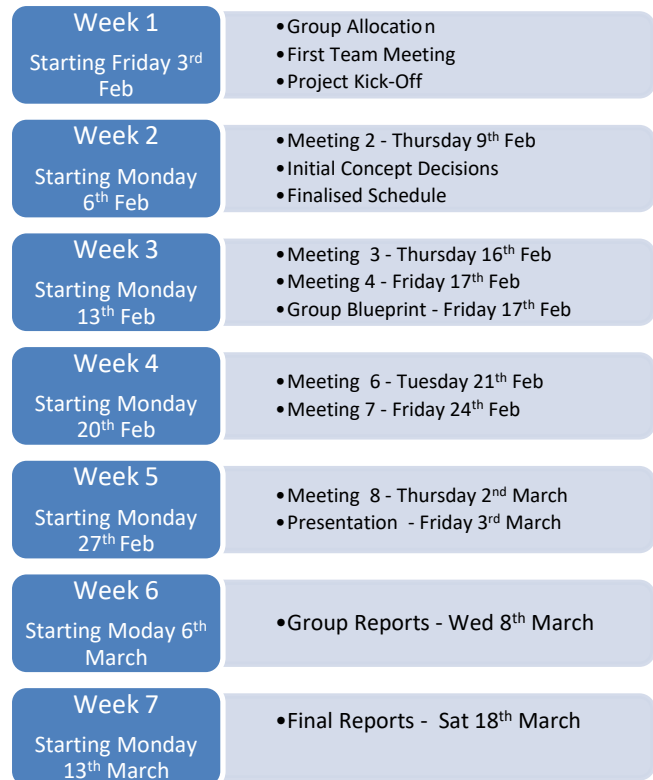 Week 1
Starting Friday 3rd
Feb
•Group Allocation
•First Team Meeting
•Project Kick-Off
Week 2
Starting Monday
6th Feb
•Meeting 2 - Thursday 9th Feb
•Initial Concept Decisions
•Finalised Schedule
Week 3
Starting Monday
13th Feb
•Meeting 3 - Thursday 16th Feb
•Meeting 4 - Friday 17th Feb
•Group Blueprint - Friday 17th Feb
Week 4
Starting Monday
20th Feb
•Meeting 6 - Tuesday 21th Feb
•Meeting 7 - Friday 24th Feb
Week 5
Starting Monday
27th Feb
•Meeting 8 - Thursday 2nd March
•Presentation - Friday 3rd March
Week 6
Starting Moday 6th
March
•Group Reports - Wed 8th March
Week 7
Starting Monday
13th March
•Final Reports - Sat 18th March